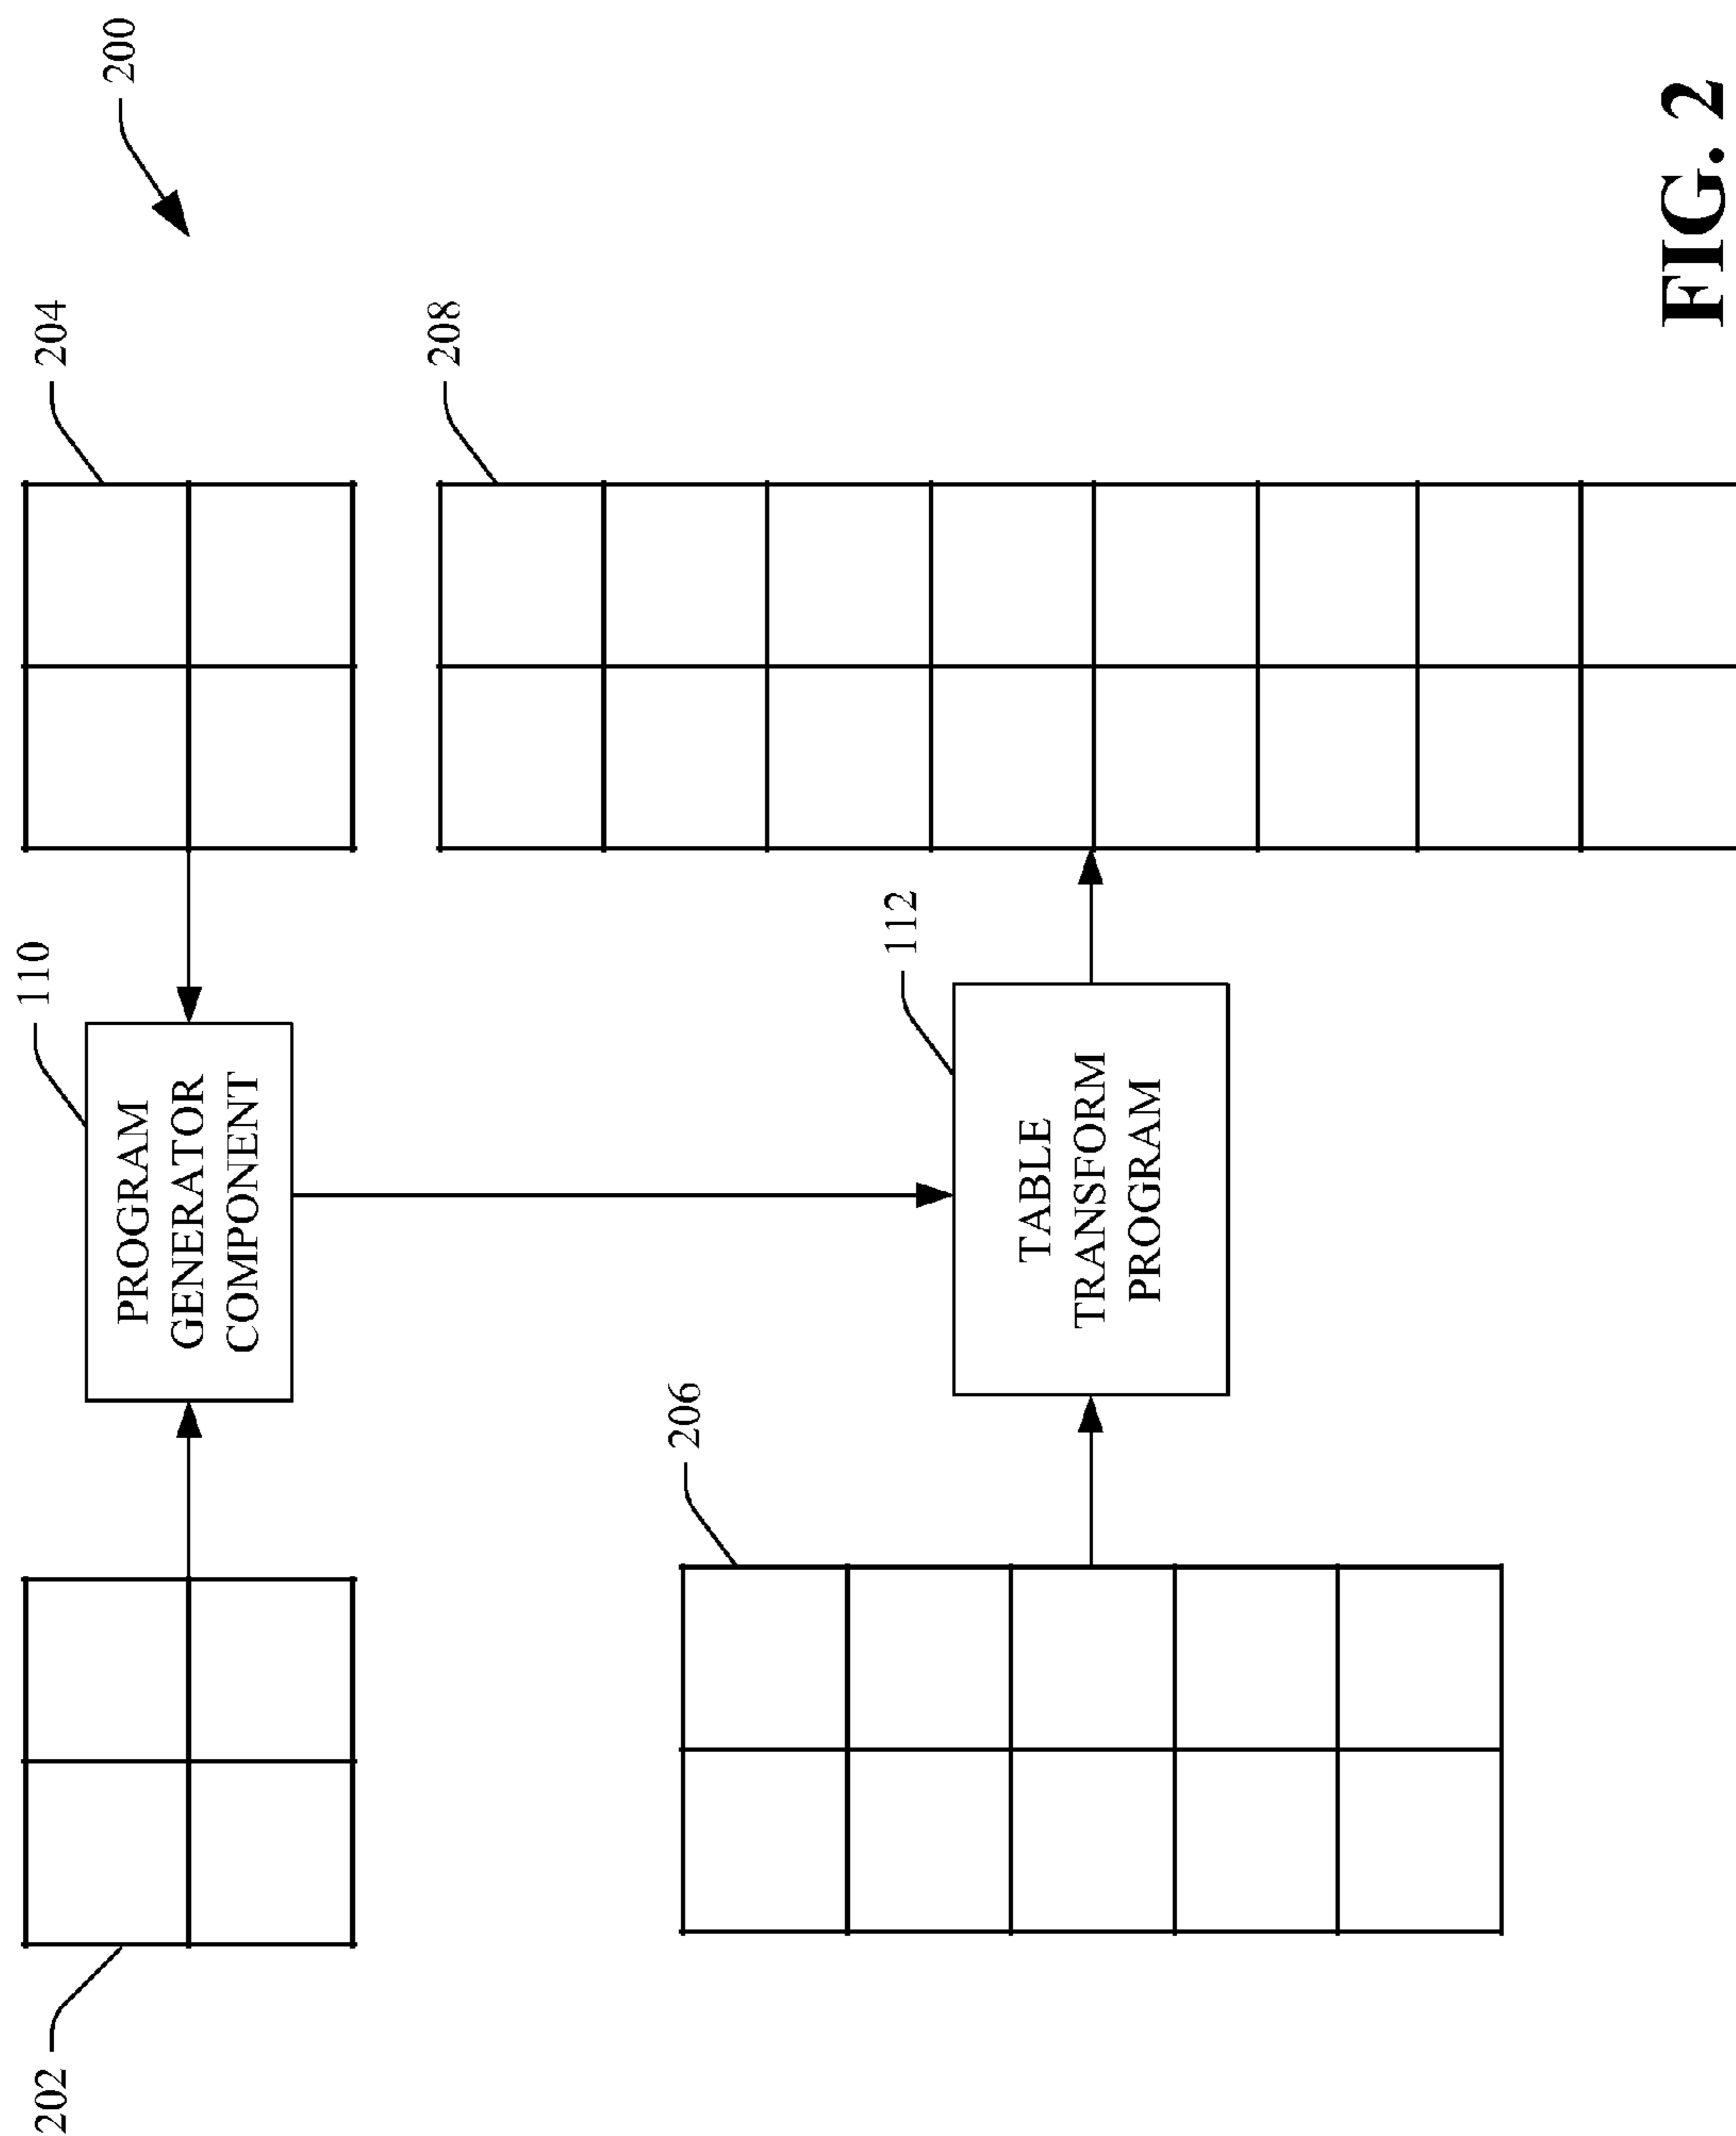 200
204
202
110
PROGRAM
GENERATOR
COMPONENT
208
206
112
TABLE
TRANSFORM
PROGRAM
FIG. 2